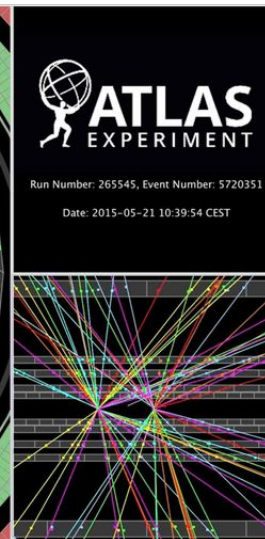 ATLAS
EXPERIMENT
Run Number: 265545, Event Number: 5720351
Date: 2015-05-21 10:39:54 CEST